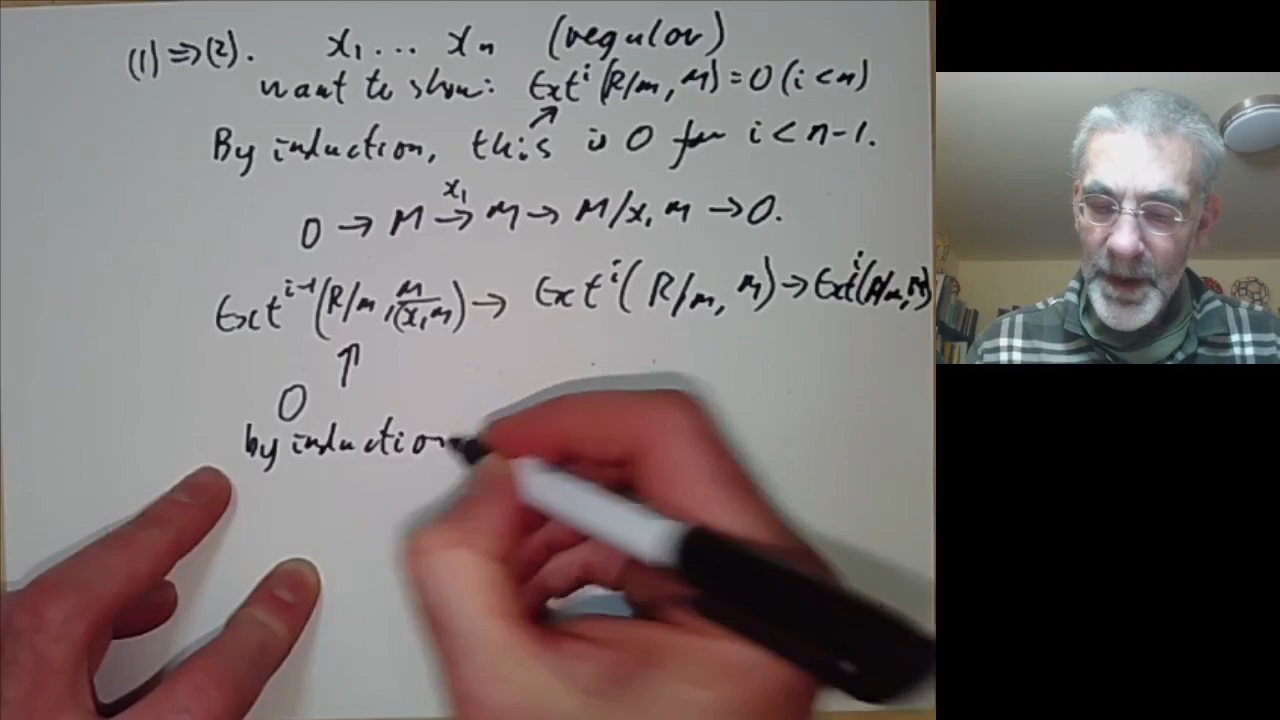 (1) ⇒ (2). x₁ ... xₙ (regular)
want to show: Extⁱ(R/m, M) = 0 (i < n)
↗
By induction, this is 0 for i < n-1.
0 → M →ˣ¹ M → M/x₁M → 0.
Extⁱ⁻¹(R/m, M/(x₁M)) → Extⁱ(R/m, M) → Extⁱ(R/m, M)
↑
0
by induction